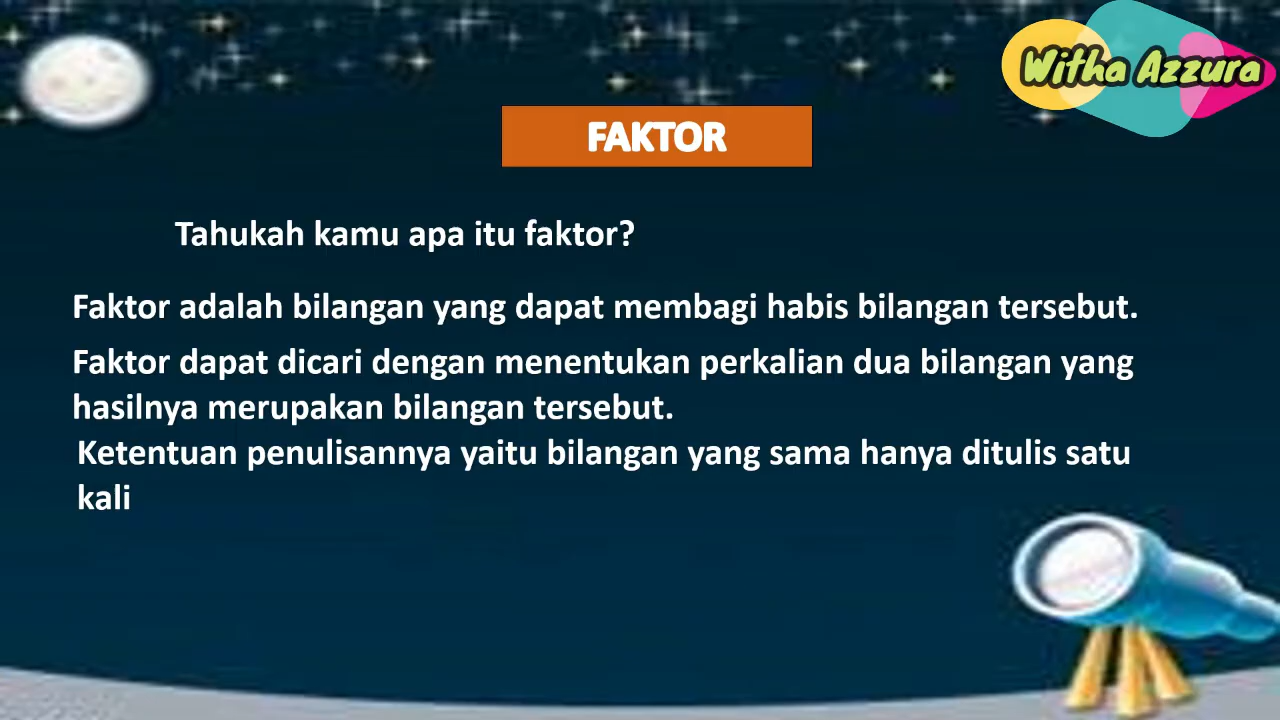 Witha Azzura
FAKTOR
Tahukah kamu apa itu faktor?
Faktor adalah bilangan yang dapat membagi habis bilangan tersebut.
Faktor dapat dicari dengan menentukan perkalian dua bilangan yang
hasilnya merupakan bilangan tersebut.
Ketentuan penulisannya yaitu bilangan yang sama hanya ditulis satu
kali